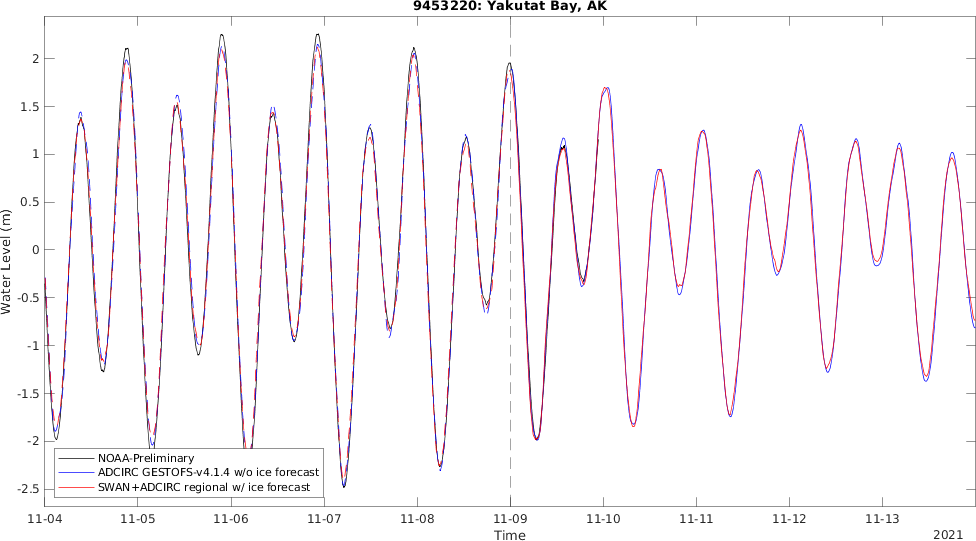 9453220: Yakutat Bay, AK
Water Level (m)
2
1.5
1
0.5
0
-0.5
-1
-1.5
-2
-2.5
NOAA-Preliminary
ADCIRC GESTOFS-v4.1.4 w/o ice forecast
SWAN+ADCIRC regional w/ ice forecast
11-04 11-05 11-06 11-07 11-08 11-09 11-10 11-11 11-12 11-13
Time
2021